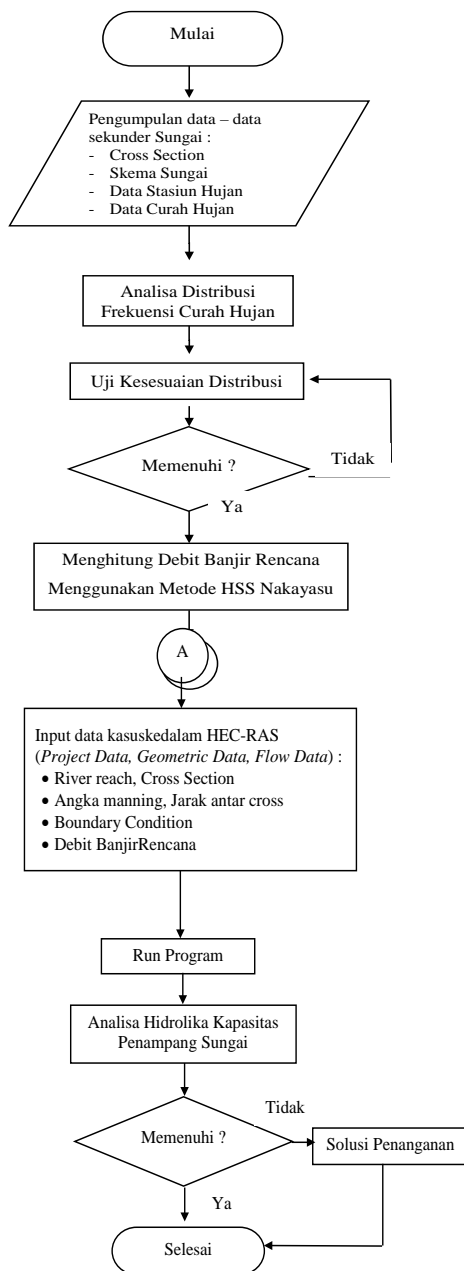 Mulai
Pengumpulan data – data
sekunder Sungai :
- Cross Section
- Skema Sungai
- Data Stasiun Hujan
- Data Curah Hujan
Analisa Distribusi
Frekuensi Curah Hujan
Uji Kesesuaian Distribusi
Memenuhi ?
Tidak
Ya
Menghitung Debit Banjir Rencana
Menggunakan Metode HSS Nakayasu
A
Input data kasuskedalam HEC-RAS
(Project Data, Geometric Data, Flow Data) :
• River reach, Cross Section
• Angka manning, Jarak antar cross
• Boundary Condition
• Debit BanjirRencana
Run Program
Analisa Hidrolika Kapasitas
Penampang Sungai
Tidak
Memenuhi ?
Solusi Penanganan
Ya
Selesai